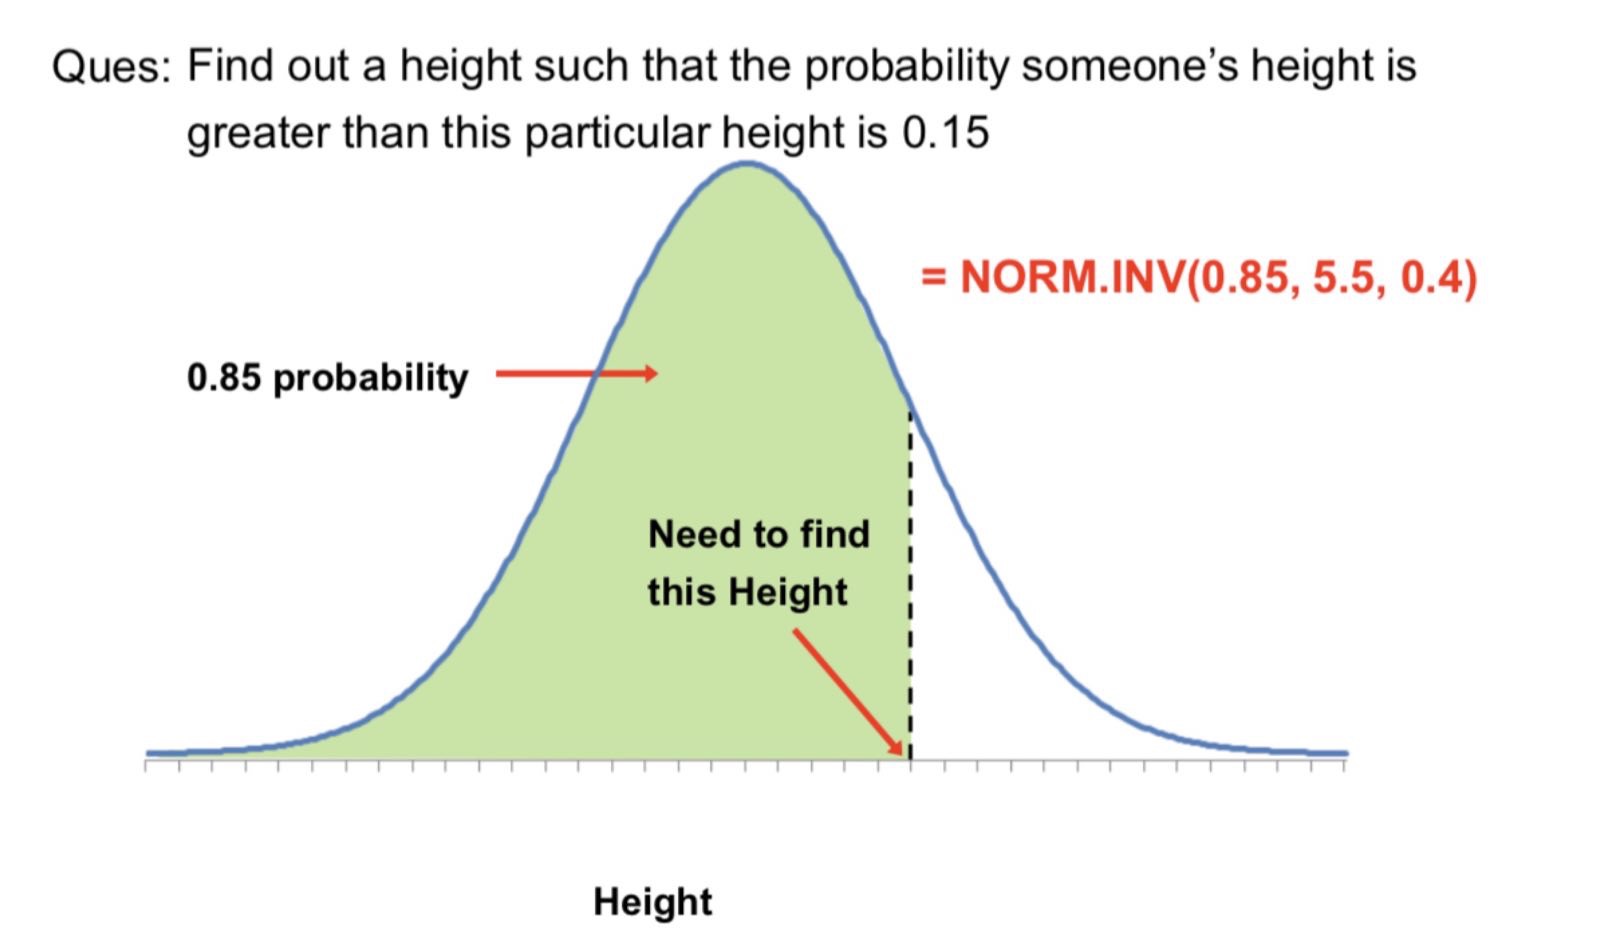 Ques: Find out a height such that the probability someone’s height is
greater than this particular height is 0.15
= NORM.INV(0.85, 5.5, 0.4)
0.85 probability
Need to find
this Height
Height